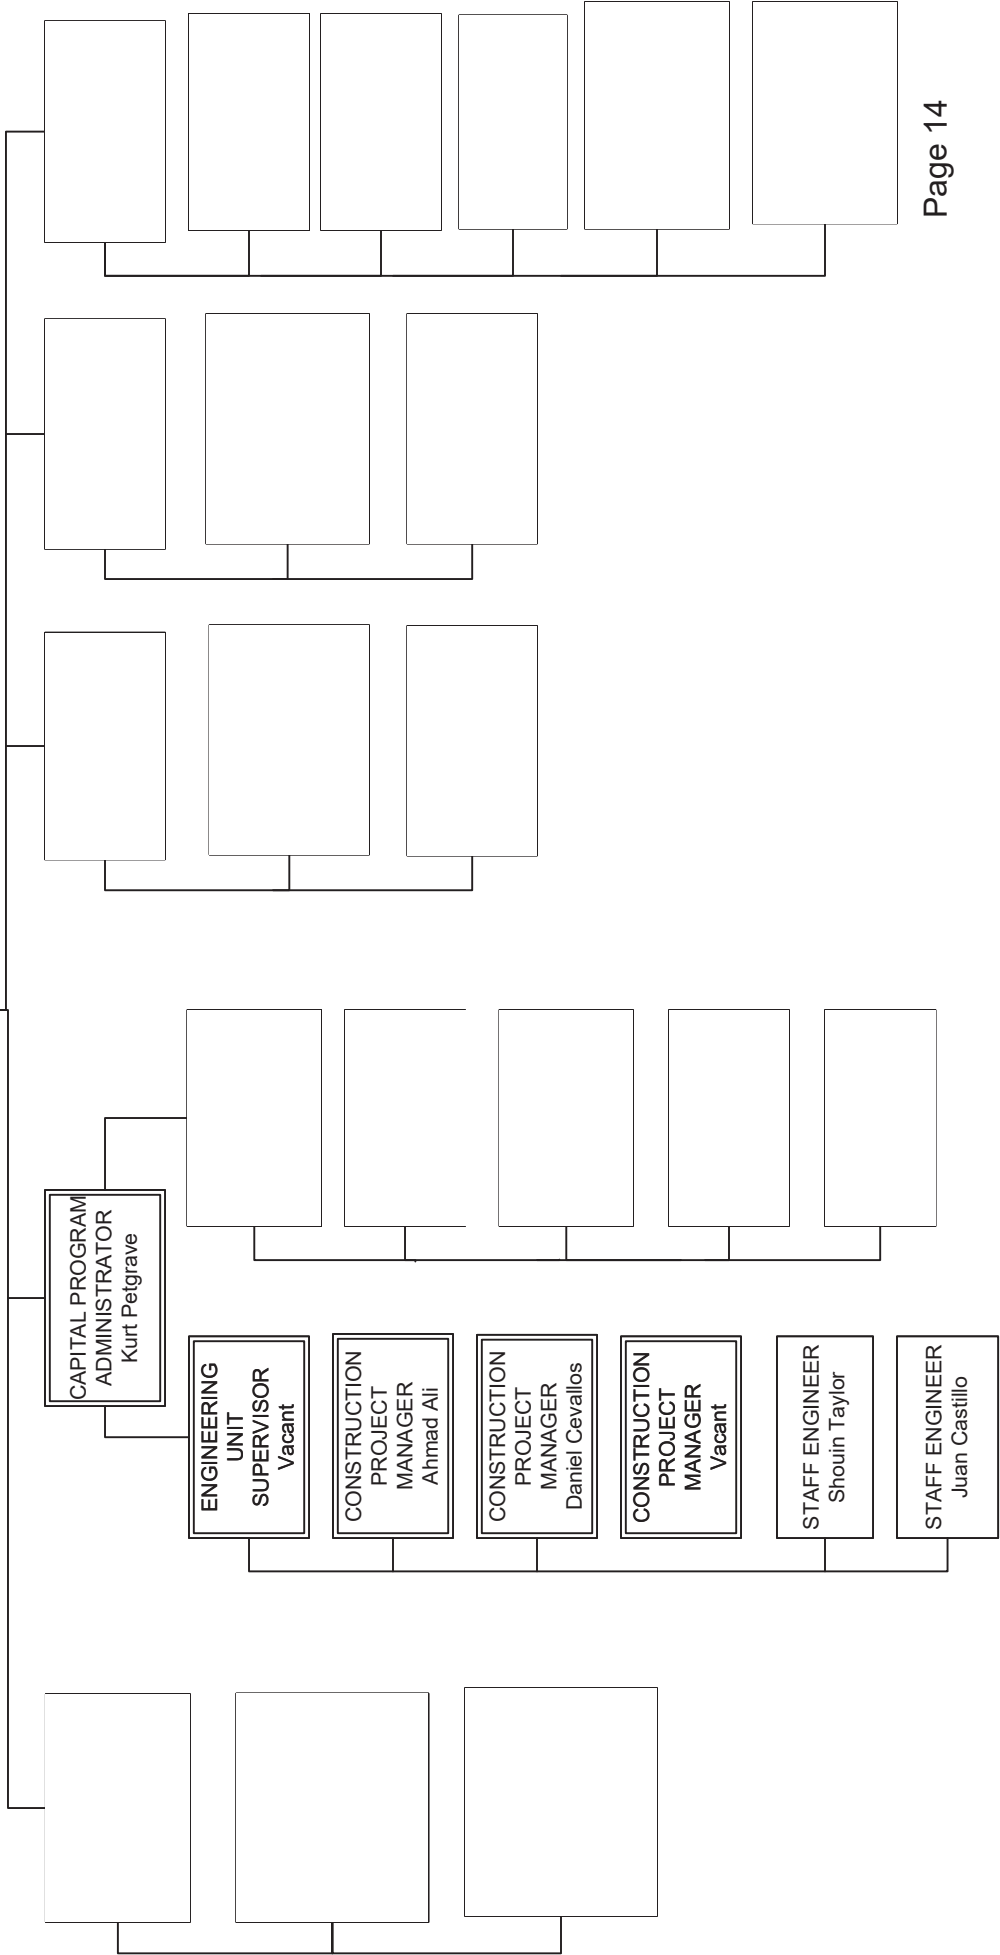 CAPITAL PROGRAM
ADMINISTRATOR
Kurt Petgrave
ENGINEERING
UNIT
SUPERVISOR
Vacant
CONSTRUCTION
PROJECT
MANAGER
Ahmad Ali
CONSTRUCTION
PROJECT
MANAGER
Daniel Cevallos
CONSTRUCTION
PROJECT
MANAGER
Vacant
STAFF ENGINEER
Shouin Taylor
STAFF ENGINEER
Juan Castillo
Page 14